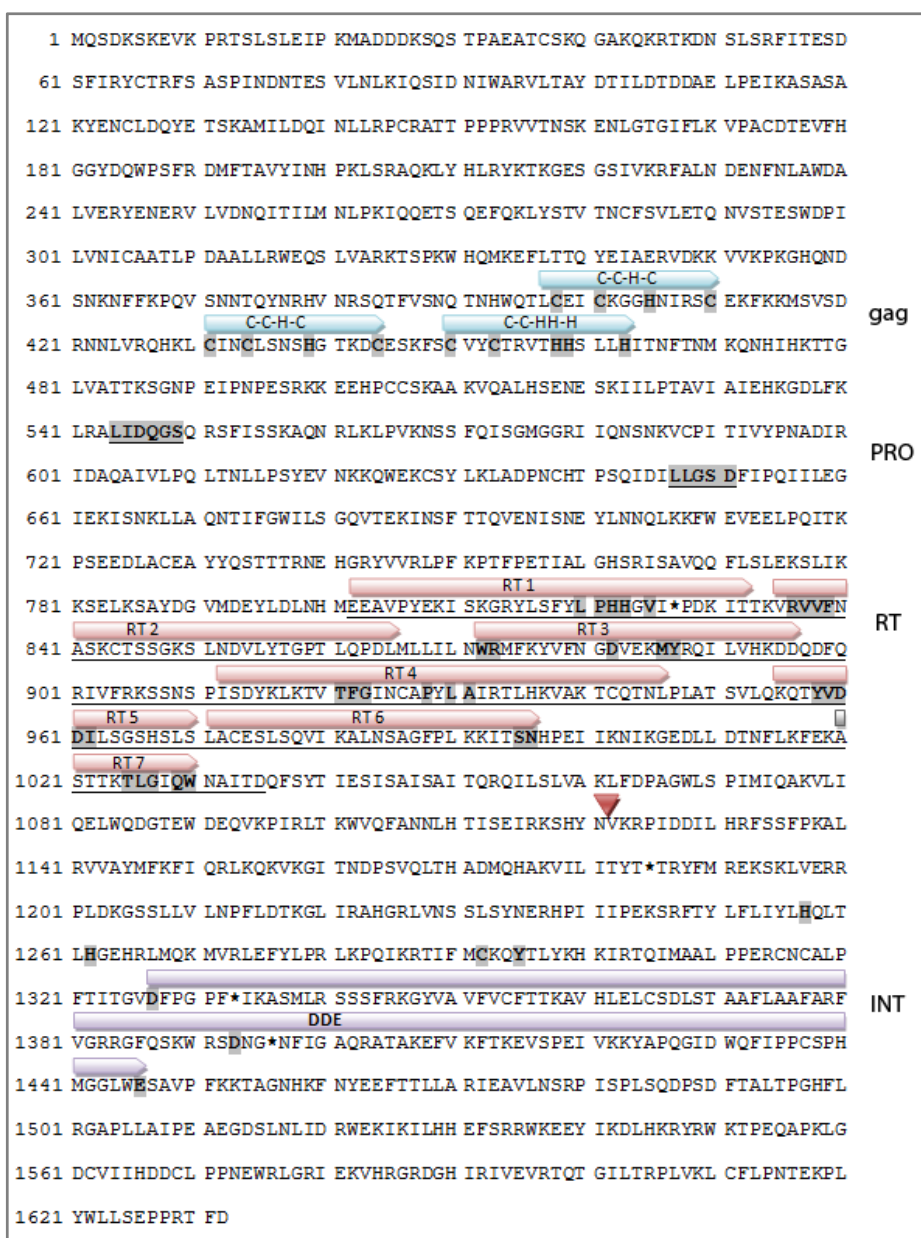 1 MQSDKSKEVK PRTSLSLEIP KMADDDKSQS TPAEATCSKQ GAKQKRTKDN SLSRFITESD
61 SFIRYCTRFS ASPINDNTES VLNLKIQSID NIWARVLTAY DTILDTDDAE LPEIKASASA
121 KYENCLDQYE TSKAMILDQI NLLRPCRATT PPPRVVTNSK ENLGTGIFLK VPACDTEVFH
181 GGYDQWPSFR DMFTAVYINH PKLSRAQKLY HLRYKTKGES GSIVKRFALN DENFNLAWDA
241 LVERYENERV LVDNQITILM NLPKIQQETS QEFQKLYSTV TNCFSVLETQ NVSTESWDPI
301 LVNICAATLP DAALLRWEQS LVARKTSPKW HQMKEFLTTQ YEIAERVDKK VVKPKGHQND
C-C-H-C
361 SNKNFFKPQV SNNTQYNRHV NRSQTFVSNQ TNHWQTLCEI CKGGHNIRSC EKFKKMSVSD
gag
C-C-H-C C-C-HH-H
421 RNNLVRQHKL CINCLSNSHG TKDCESKFSC VYCTRVTHHS LLHITNFTNM KQNHIHKTTG
481 LVATTKSGNP EIPNPESRKK EEHPCCSKAA KVQALHSENE SKIILPTAVI AIEHKGDLFK
541 LRALIDQGSQ RSFISSKAQN RLKLPVKNSS FQISGMGGRI IQNSNKVCPI TIVYPNADIR
PRO
601 IDAQAIVLPQ LTNLLPSYEV NKKQWEKCSY LKLADPNCHT PSQIDILLGS DFIPQIILEG
661 IEKISNKLLA QNTIFGWILS GQVTEKINSF TTQVENISNE YLNNQLKKFW EVEELPQITK
721 PSEEDLACEA YYQSTTTRNE HGRYVVRLPF KPTFPETIAL GHSRISAVQQ FLSLEKSLIK
RT1
781 KSELKSAYDG VMDEYLDLNH MEEAVPYEKI SKGRYLSFYL PHHGVI*PDK ITTKVRVVFN
RT
RT2 RT3
841 ASKCTSSGKS LNDVLYTGPT LQPDLMLLIL NWRMFKYVFN GDVEKMYRQI LVHKDDQDFQ
RT4
901 RIVFRKSSNS PISDYKLKTV TFGINCAPYL AIRTLHKVAK TCQTNLPLAT SVLQKQTYVD
RT5 RT6
961 DILSGSHSLS LACESLSQVI KALNSAGFPL KKITSNHPEI IKNIKGEDLL DTNFLKFEKA
RT7
1021 STTKTLGIQW NAITDQFSYT IESISAISAI TQRQILSLVA KLFDPAGWLS PIMIQAKVLI
1081 QELWQDGTEW DEQVKPIRLT KWVQFANNLH TISEIRKSHY NVKRPIDDIL HRFSSFPKAL
1141 RVVAYMFKFI QRLKQKVKGI TNDPSVQLTH ADMQHAKVIL ITYT*TRYFM REKSKLVERR
1201 PLDKGSSLLV LNPFLDTKGL IRAHGRLVNS SLSYNERHPI IIPEKSRFTY LFLIYLHQLT
1261 LHGEHRLMQK MVRLEFYLPR LKPQIKRTIF MCKQYTLYKH KIRTQIMAAL PPERCNCALP
1321 FTITGVDFPG PF*IKASMLR SSSFRKGYVA VFVCFTTKAV HLELCSDLST AAFLAAFARF
INT
DDE
1381 VGRRGFQSKW RSDNG*NFIG AQRATAKEFV KFTKEVSPEI VKKYAPQGID WQFIPPCSPH
1441 MGGLWESAVP FKKTAGNHKF NYEEFTTLLA RIEAVLNSRP ISPLSQDPSD FTALTPGHFL
1501 RGAPLLAIPE AEGDSLNLID RWEKIKILHH EFSRRWKEEY IKDLHKRYRW KTPEQAPKLG
1561 DCVIIHDDCL PPNEWRLGRI EKVHRGRDGH IRIVEVRTQT GILTRPLVKL CFLPNTEKPL
1621 YWLLSEPPRT FD